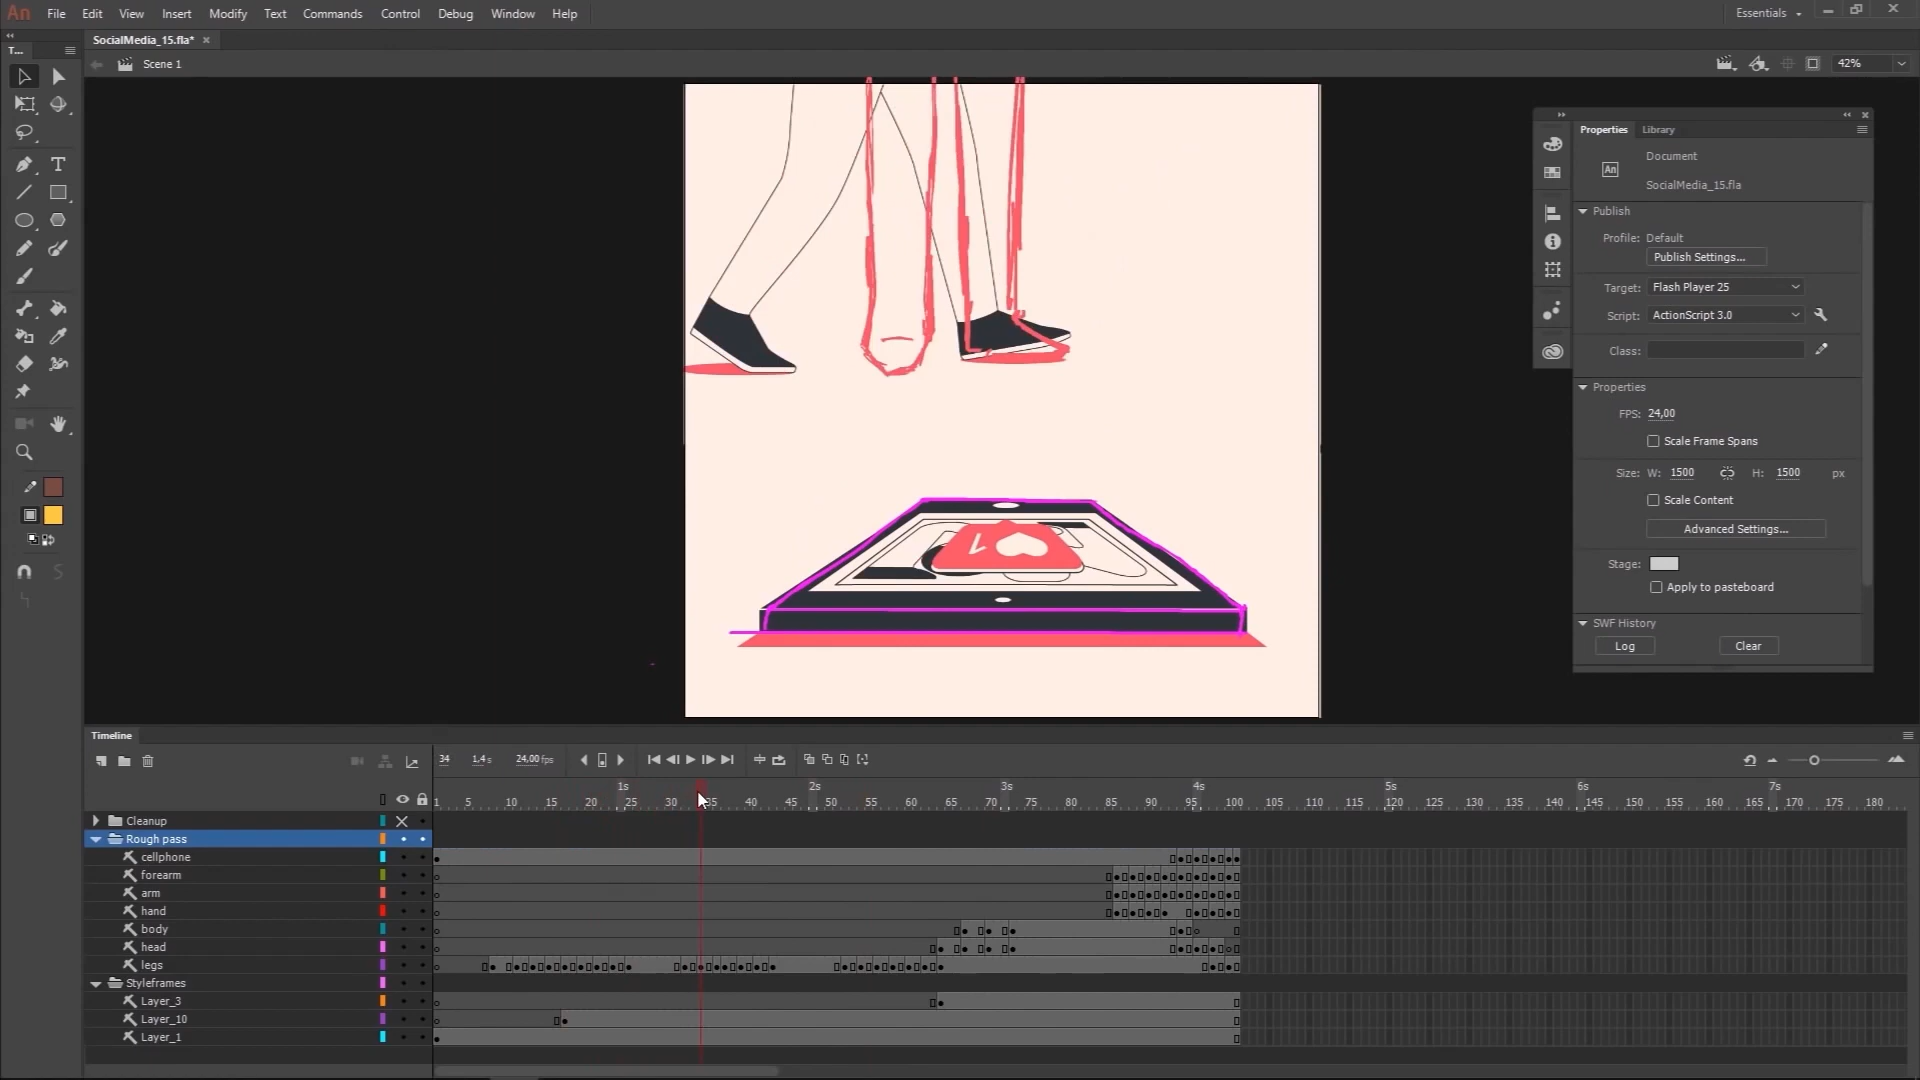 An File Edit View Insert Modify Text Commands Control Debug Window Help Essentials
SocialMedia_15.fla*
T...
Scene 1
42%
Properties Library
Document
An
SocialMedia_15.fla
Publish
Profile: Default
Publish Settings...
Target: Flash Player 25
Script: ActionScript 3.0
Class:
Properties
FPS: 24,00
Scale Frame Spans
Size: W: 1500 H: 1500 px
Scale Content
Advanced Settings...
Stage:
Apply to pasteboard
SWF History
Log Clear
1
Timeline
34 1,4 s 24,00 fps
1s 2s 3s 4s 5s 6s 7s
1 5 10 15 20 25 30 35 40 45 50 55 60 65 70 75 80 85 90 95 100 105 110 115 120 125 130 135 140 145 150 155 160 165 170 175 180
Cleanup
Rough pass
cellphone
forearm
arm
hand
body
head
legs
Styleframes
Layer_3
Layer_10
Layer_1